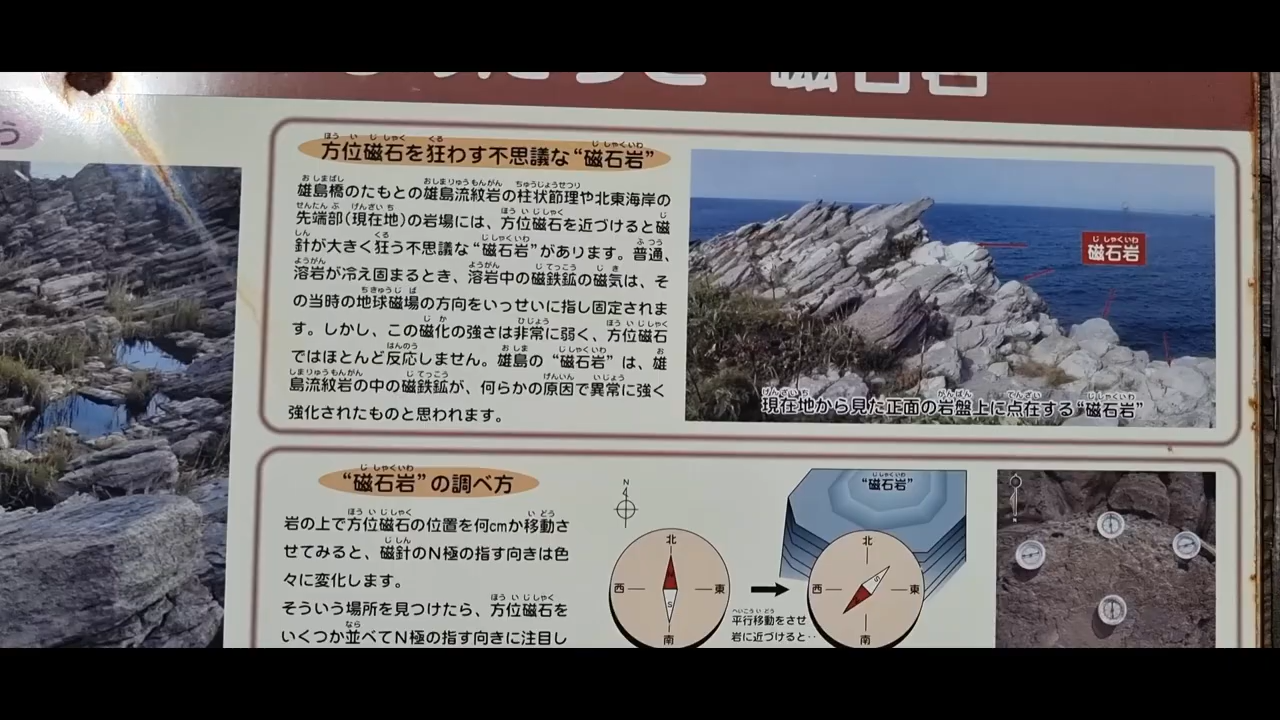 磁石岩
う
方位磁石を狂わす不思議な“磁石岩”
雄島橋のたもとの雄島流紋岩の柱状節理や北東海岸の
先端部(現在地)の岩場には、方位磁石を近づけると磁
針が大きく狂う不思議な“磁石岩”があります。普通、
溶岩が冷え固まるとき、溶岩中の磁鉄鉱の磁気は、そ
の当時の地球磁場の方向をいっせいに指し固定されま
す。しかし、この磁化の強さは非常に弱く、方位磁石
ではほとんど反応しません。雄島の“磁石岩”は、雄
島流紋岩の中の磁鉄鉱が、何らかの原因で異常に強く
強化されたものと思われます。
磁石岩
現在地から見た正面の岩盤上に点在する“磁石岩”
“磁石岩”の調べ方
岩の上で方位磁石の位置を何cmか移動さ
せてみると、磁針のN極の指す向きは色
々に変化します。
そういう場所を見つけたら、方位磁石を
いくつか並べてN極の指す向きに注目し
N
北
西
東
S
南
平行移動をさせ
岩に近づけると‥
“磁石岩”
北
西
東
S
南
N